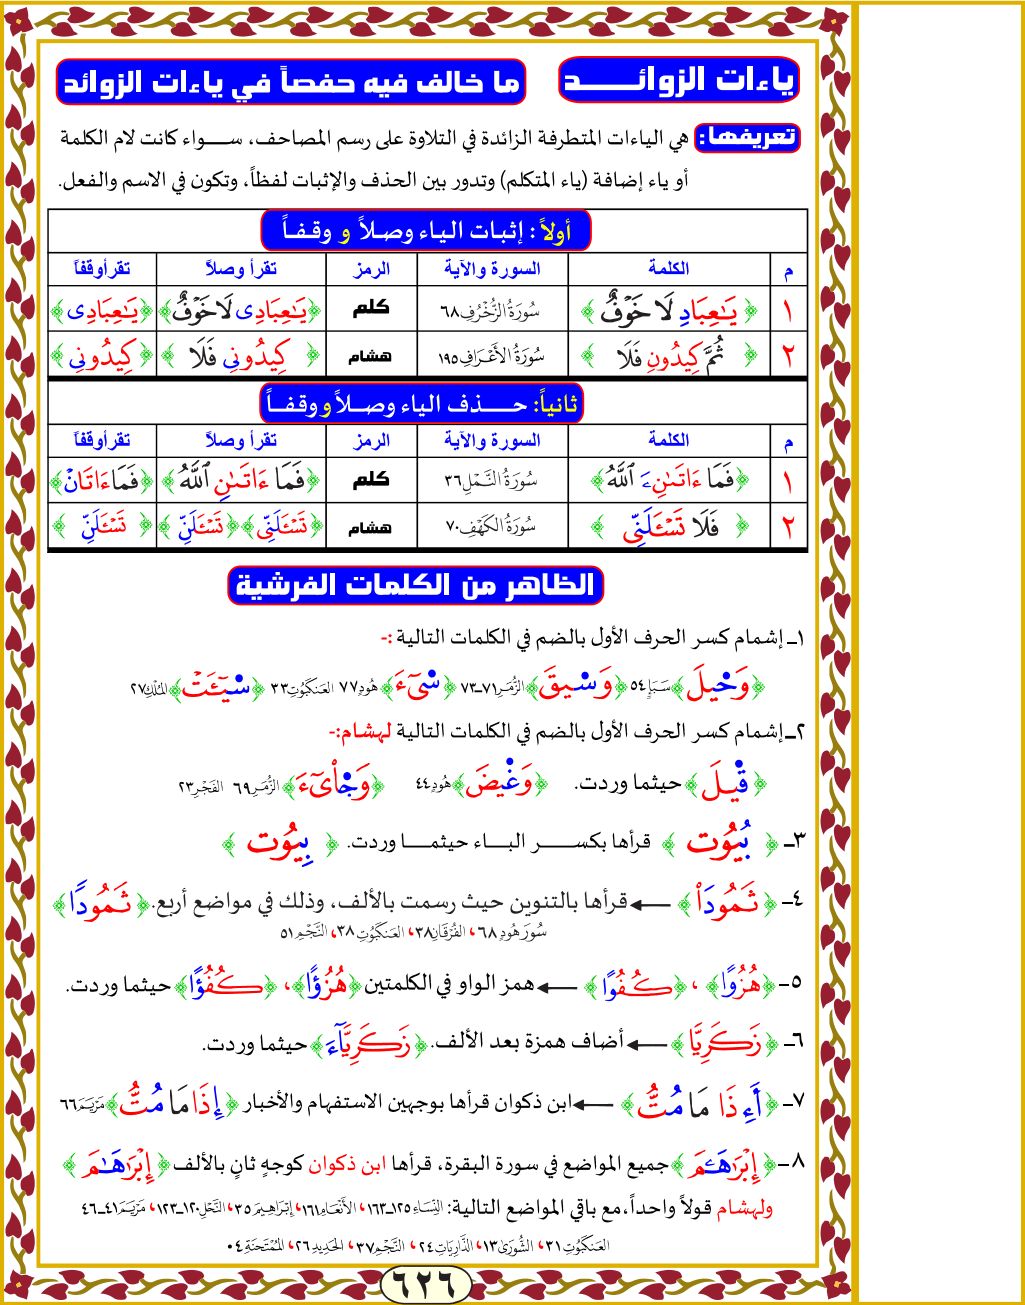 ياءات الزوائـــد
ما خالف فيه حفصاً في ياءات الزوائد
تعريفها: هي الياءات المتطرفة الزائدة في التلاوة على رسم المصاحف، ســـواء كانت لام الكلمة
أو ياء إضافة (ياء المتكلم) وتدور بين الحذف والإثبات لفظاً، وتكون في الاسم والفعل.
أولاً: إثبات الياء وصلاً و وقفاً
م الكلمة السورة والآية الرمز تقرأ وصلاً تقرأ وقفاً
١ ﴿يَٰعِبَادِ لَا خَوْفٌ﴾ سُورَةُ الزُّخْرُفِ ٦٨ كلم ﴿يَٰعِبَادِى لَا خَوْفٌ﴾ ﴿يَٰعِبَادِى﴾
٢ ﴿ثُمَّ كِيدُونِ فَلَا﴾ سُورَةُ الأَعْرَافِ ١٩٥ هشام ﴿كِيدُونِى فَلَا﴾ ﴿كِيدُونِى﴾
ثانياً: حـــذف الياء وصلاً و وقفاً
م الكلمة السورة والآية الرمز تقرأ وصلاً تقرأ وقفاً
١ ﴿فَمَا ءَاتَىٰنِۦَ ٱللَّهُ﴾ سُورَةُ النَّمْلِ ٣٦ كلم ﴿فَمَا ءَاتَىٰنِ ٱللَّهُ﴾ ﴿فَمَا ءَاتَانْ﴾
٢ ﴿فَلَا تَسْـَٔلَنِّى﴾ سُورَةُ الكَهْفِ ٧٠ هشام ﴿تَسْـَٔلَنِّى﴾ ﴿تَسْـَٔلَنِّ﴾ ﴿تَسْـَٔلَنِّ﴾
الظاهر من الكلمات الفرشية
١ـ إشمام كسر الحرف الأول بالضم في الكلمات التالية :-
﴿وَحِيلَ﴾ سَبَإٍ ٥٤ ﴿وَسِيقَ﴾ الزُّمَرِ ٧١ـ٧٣ ﴿سِىٓءَ﴾ هُودٍ ٧٧ العَنكَبُوتِ ٣٣ ﴿سِيٓـَٔتْ﴾ المُلْكِ ٢٧
٢ـ إشمام كسر الحرف الأول بالضم في الكلمات التالية لهشام:-
﴿قِيلَ﴾ حيثما وردت. ﴿وَغِيضَ﴾ هُودٍ ٤٤ ﴿وَجِا۟ىٓءَ﴾ الزُّمَرِ ٦٩ الفَجْرِ ٢٣
٣ـ ﴿بُيُوت﴾ قرأها بكســـر البـــاء حيثمـــا وردت. ﴿بِيُوت﴾
٤ـ ﴿ثَمُودَا۟﴾ ← قرأها بالتنوين حيث رسمت بالألف، وذلك في مواضع أربع. ﴿ثَمُودًا﴾
سُورَ هُودٍ ٦٨، الفُرْقَانِ ٣٨، العَنكَبُوتِ ٣٨، النَّجْمِ ٥١
٥ـ ﴿هُزُوًا﴾ ، ﴿كُفُوًا﴾ ← همز الواو في الكلمتين ﴿هُزُؤًا﴾، ﴿كُفُؤًا﴾ حيثما وردت.
٦ـ ﴿زَكَرِيَّا﴾ ← أضاف همزة بعد الألف. ﴿زَكَرِيَّآءَ﴾ حيثما وردت.
٧ـ ﴿أَءِذَا مَا مُتُّ﴾ ← ابن ذكوان قرأها بوجهين الاستفهام والأخبار ﴿إِذَا مَا مُتُّ﴾ مَرْيَمَ ٦٦
٨ـ ﴿إِبْرَاهَٰمَ﴾ جميع المواضع في سورة البقرة، قرأها ابن ذكوان كوجهٍ ثانٍ بالألف ﴿إِبْرَاهَٰمَ﴾
ولهشام قولاً واحداً، مع باقي المواضع التالية: النِّسَاءِ ١٢٥ـ١٦٣، الأَنْعَامِ ١٦١، إِبْرَاهِيمَ ٣٥، النَّحْلِ ١٢٠ـ١٢٣، مَرْيَمَ ٤١ـ٤٦
العَنكَبُوتِ ٣١، الشُّورَىٰ ١٣، الذَّارِيَاتِ ٢٤، النَّجْمِ ٣٧، الحَدِيدِ ٢٦، المُمْتَحَنَةِ ٠٤
٦٢٦